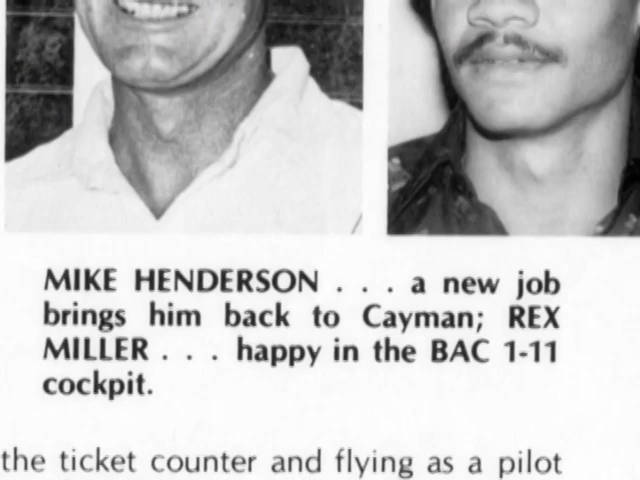 MIKE HENDERSON . . . a new job
brings him back to Cayman; REX
MILLER . . . happy in the BAC 1-11
cockpit.
the ticket counter and flying as a pilot